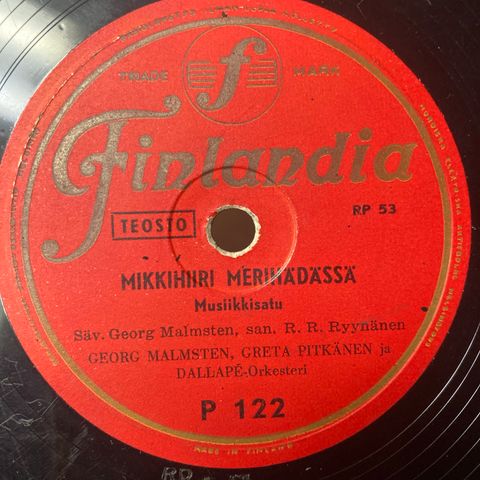 TRADE MARK
f
Finlandia
TEOSTO
RP 53
MIKKIHIIRI MERIHÄDÄSSÄ
Musiikkisatu
Säv. Georg Malmsten, san. R. R. Ryynänen
GEORG MALMSTEN, GRETA PITKÄNEN ja
DALLAPÉ-Orkesteri
P 122
MADE IN FINLAND
RP